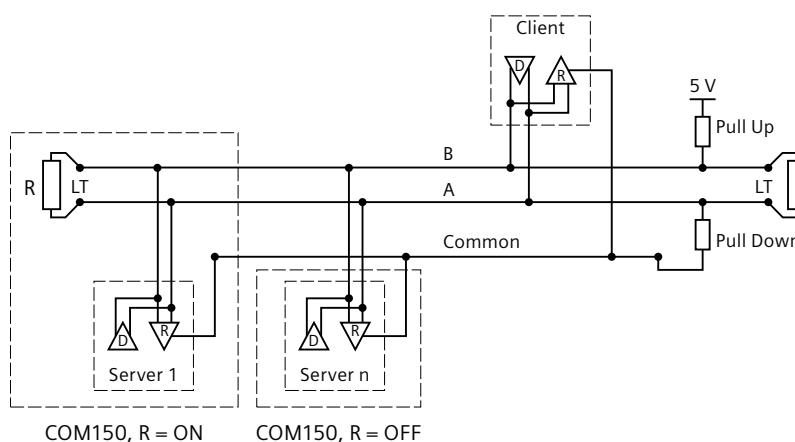 Client
D
R
5 V
Pull Up
B
R
LT
A
LT
Common
Pull Down
D
R
D
R
Server 1
Server n
COM150, R = ON
COM150, R = OFF